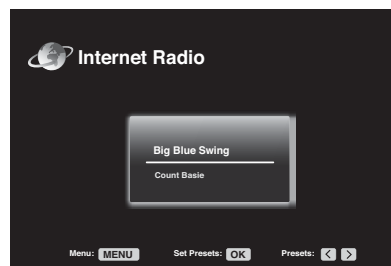 Internet Radio
Big Blue Swing
Count Basie
Menu: MENU Set Presets: OK Presets: < >